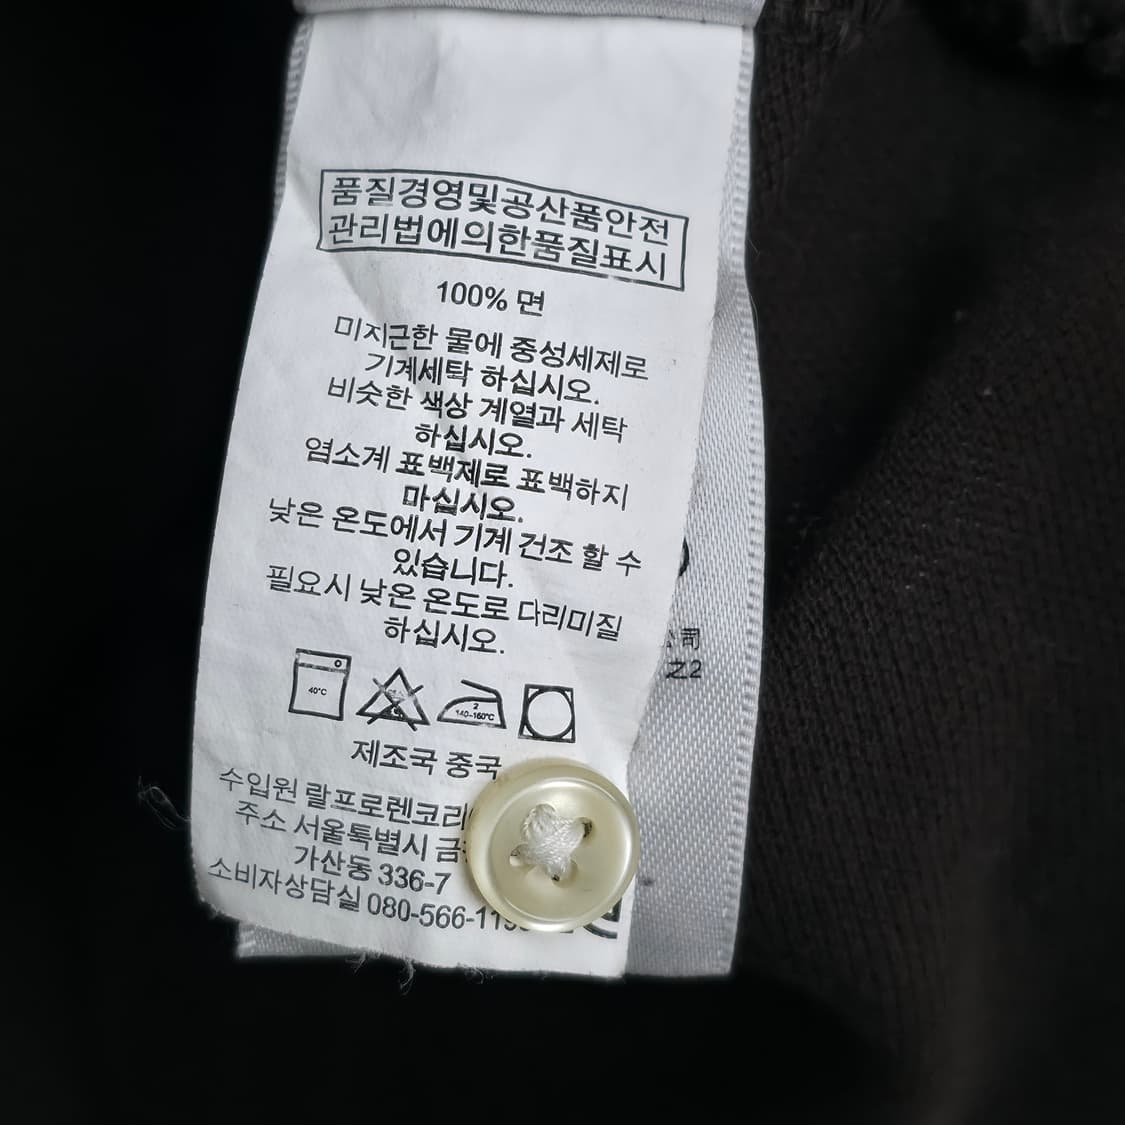 품질경영및공산품안전
관리법에의한품질표시
100% 면
미지근한 물에 중성세제로
기계세탁 하십시오.
비슷한 색상 계열과 세탁
하십시오.
염소계 표백제로 표백하지
마십시오.
낮은 온도에서 기계 건조 할 수
있습니다.
필요시 낮은 온도로 다리미질
하십시오.
40°C
2
140-160°C
제조국 중국
수입원 랄프로렌코리
주소 서울특별시
가산동 336-7
소비자상담실 080-566-11
司
之2